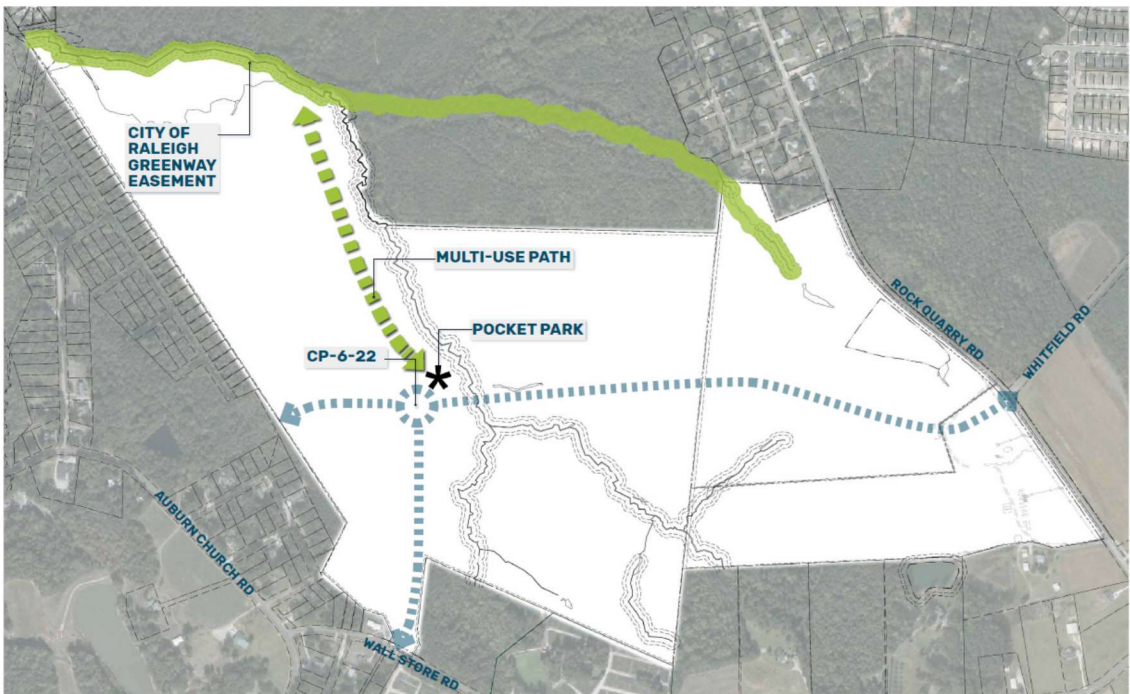 CITY OF
RALEIGH
GREENWAY
EASEMENT
MULTI-USE PATH
ROCK QUARRY RD
WHITFIELD RD
POCKET PARK
CP-6-22
*
AUBURN CHURCH RD
WALL STORE RD